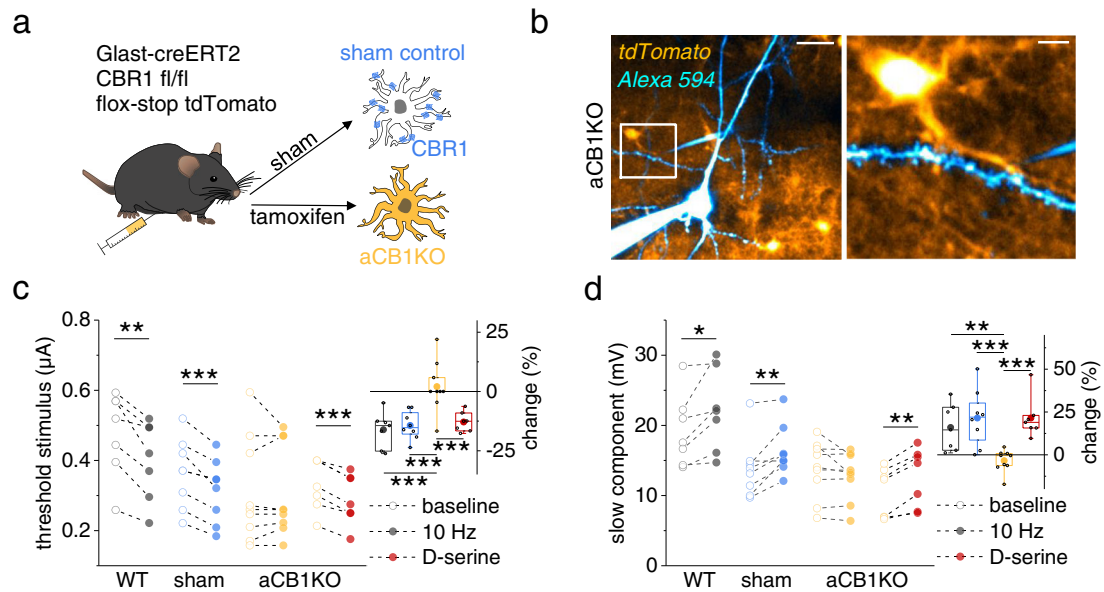 a
Glast-creERT2
CBR1 fl/fl
flox-stop tdTomato
sham control
sham
CBR1
tamoxifen
aCB1KO
b
aCB1KO
tdTomato
Alexa 594
c
threshold stimulus (μA)
0.8
0.6
0.4
0.2
**
***
***
WT
sham
aCB1KO
***
***
***
25
0
-25
change (%)
baseline
10 Hz
D-serine
d
slow component (mV)
30
20
10
0
*
**
**
WT
sham
aCB1KO
**
***
***
50
0
change (%)
baseline
10 Hz
D-serine